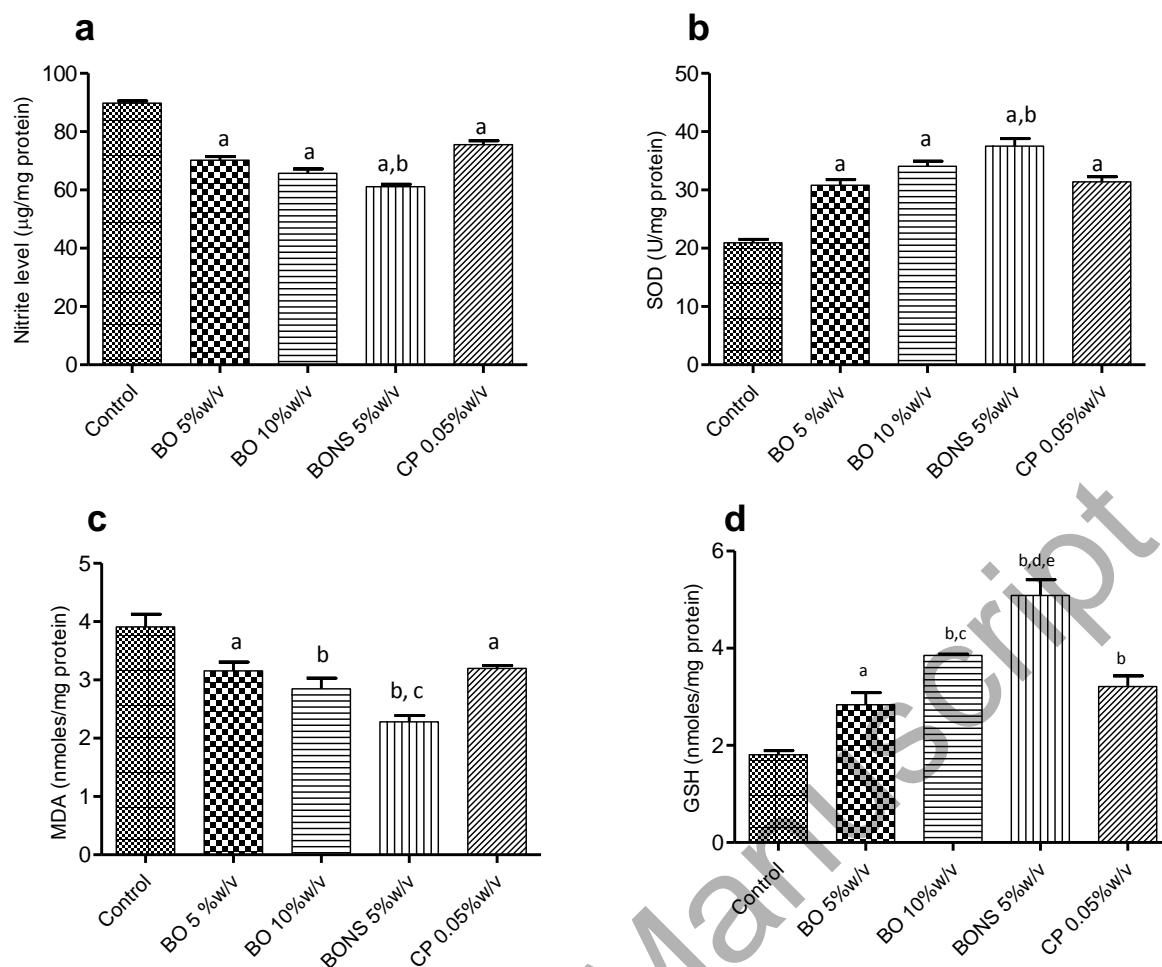 a
Nitrite level (µg/mg protein)
100
80
60
40
20
0
a
a
a,b
a
Control
BO 5%w/v
BO 10%w/v
BONS 5%w/v
CP 0.05%w/v
b
SOD (U/mg protein)
50
40
30
20
10
0
a
a
a,b
a
Control
BO 5 %w/v
BO 10 %w/v
BONS 5%w/v
CP 0.05%w/v
c
MDA (nmoles/mg protein)
5
4
3
2
1
0
a
b
b, c
a
Control
BO 5 %w/v
BO 10%w/v
BONS 5%w/v
CP 0.05%w/v
d
GSH (nmoles/mg protein)
6
4
2
0
a
b,c
b,d,e
b
Control
BO 5%w/v
BO 10%w/v
BONS 5%w/v
CP 0.05%w/v
Manuscript